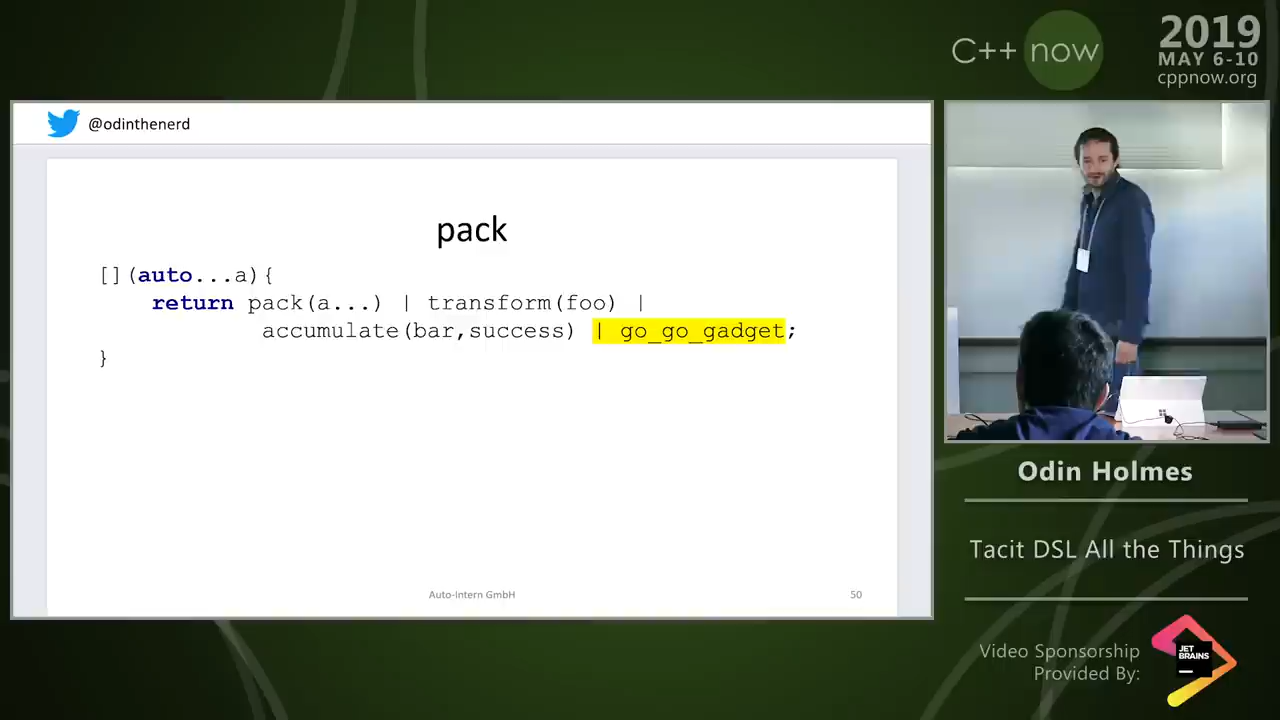 C++ now
2019
MAY 6-10
cppnow.org
@odinthenerd
pack
[](auto...a){
    return pack(a...) | transform(foo) |
            accumulate(bar,success) | go_go_gadget;
}
Auto-Intern GmbH
50
Odin Holmes
Tacit DSL All the Things
Video Sponsorship
Provided By:
JET
BRAINS